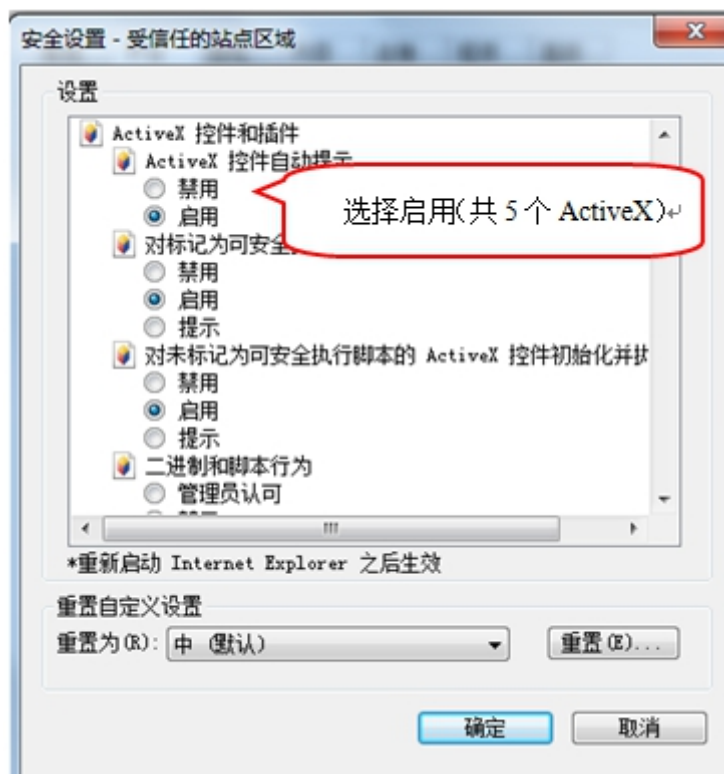 安全设置 - 受信任的站点区域
设置
ActiveX 控件和插件
ActiveX 控件自动提示
禁用
启用
选择启用(共 5 个 ActiveX)↵
对标记为可安全
禁用
启用
提示
对未标记为可安全执行脚本的 ActiveX 控件初始化并执
禁用
启用
提示
二进制和脚本行为
管理员认可
*重新启动 Internet Explorer 之后生效
重置自定义设置
重置为(R): 中 (默认)
重置(E)...
确定
取消